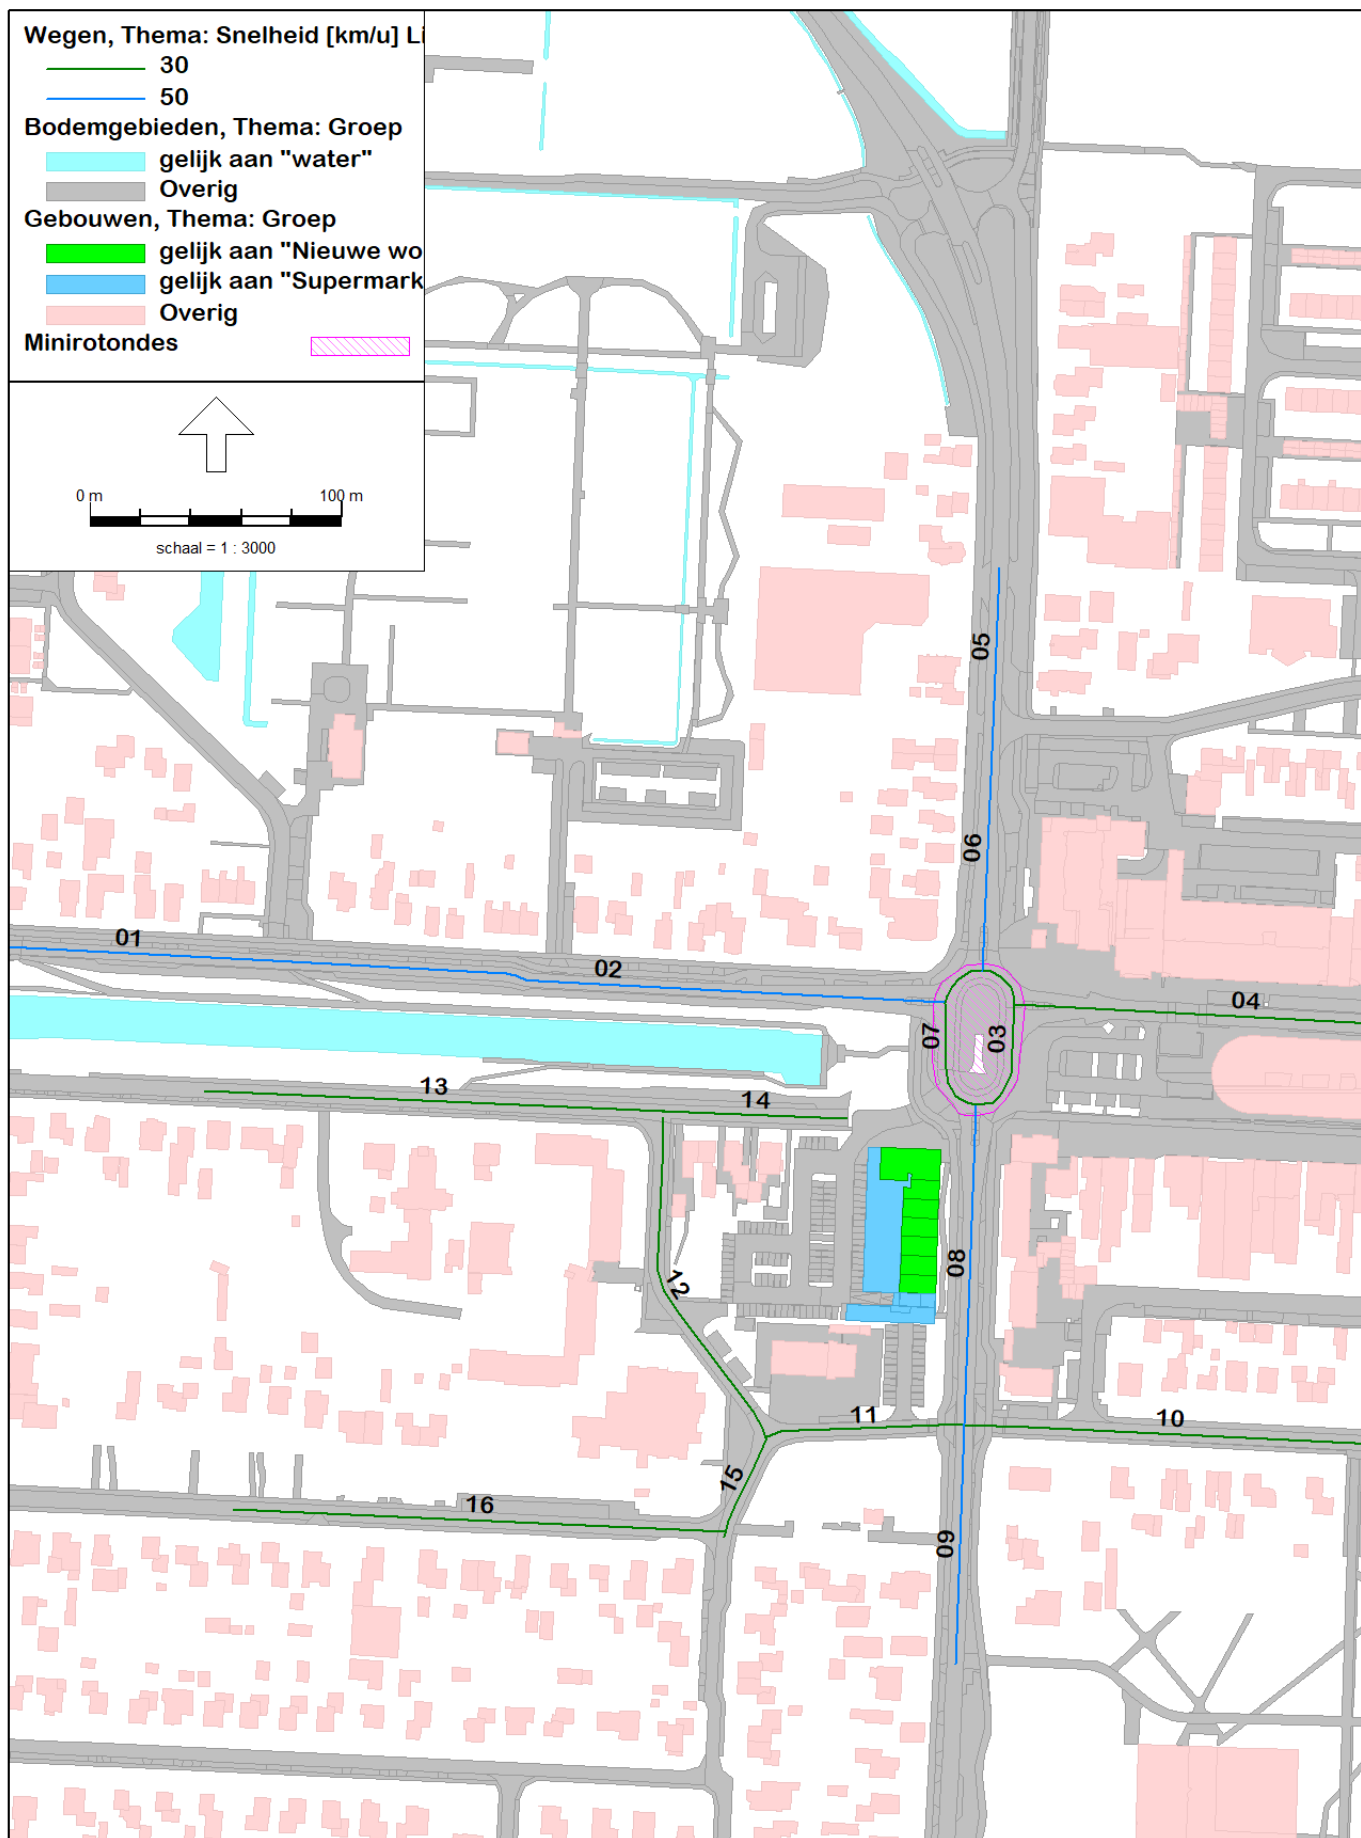 Wegen, Thema: Snelheid [km/u] Li
30
50
Bodemgebieden, Thema: Groep
gelijk aan "water"
Overig
Gebouwen, Thema: Groep
gelijk aan "Nieuwe wo
gelijk aan "Supermark
Overig
Minirotondes
0 m 100 m
schaal = 1 : 3000
05
06
01
02
04
07 03
13
14
08
12
11
10
15
16
09